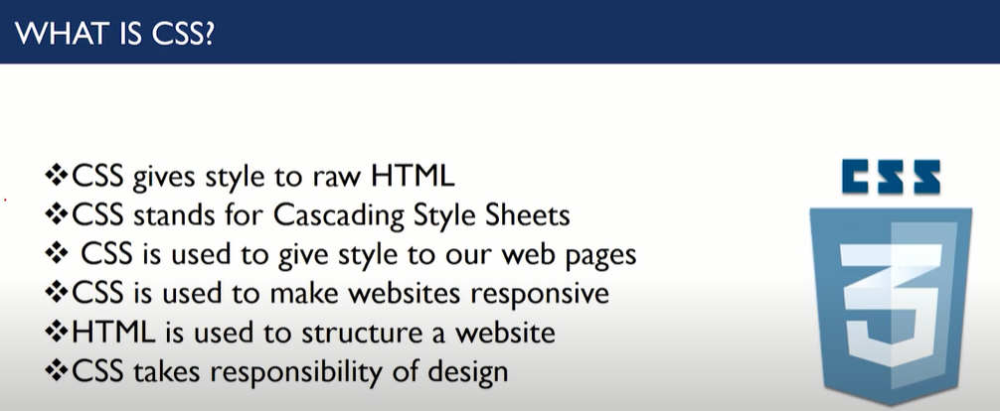 WHAT IS CSS?
❖CSS gives style to raw HTML
❖CSS stands for Cascading Style Sheets
❖ CSS is used to give style to our web pages
❖CSS is used to make websites responsive
❖HTML is used to structure a website
❖CSS takes responsibility of design
CSS
3